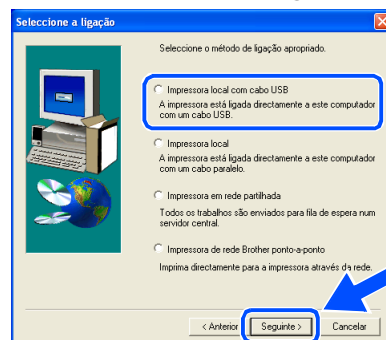 Seleccione a ligação
Seleccione o método de ligação apropriado.
Impressora local com cabo USB
A impressora está ligada directamente a este computador
com um cabo USB.
Impressora local
A impressora está ligada directamente a este computador
com um cabo paralelo.
Impressora em rede partilhada
Todos os trabalhos são enviados para fila de espera num
servidor central.
Impressora de rede Brother ponto-a-ponto
Imprima directamente para a impressora através da rede.
< Anterior
Seguinte >
Cancelar